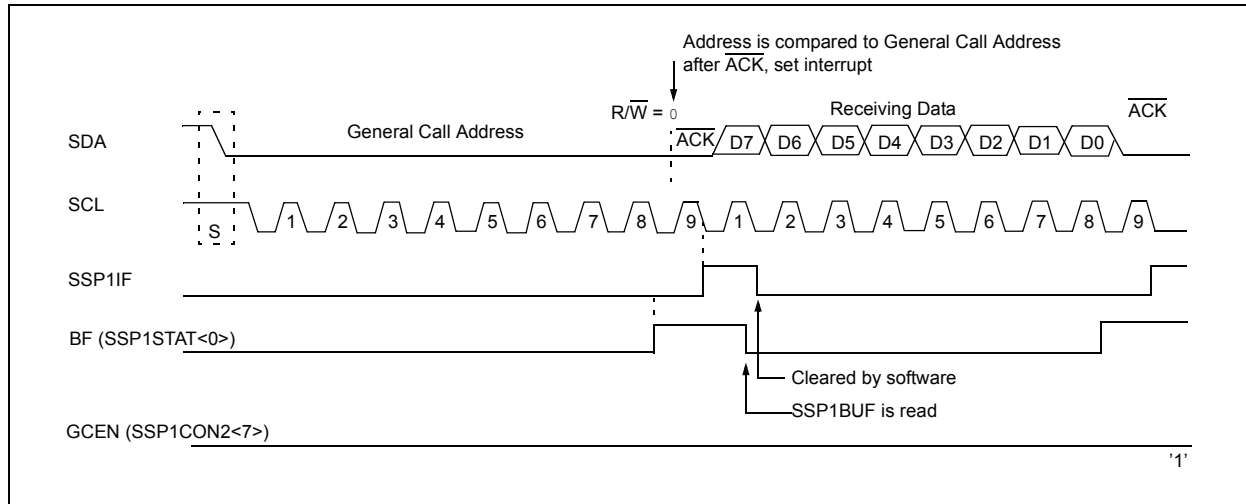 Address is compared to General Call Address
after ACK, set interrupt
R/W = 0
Receiving Data
ACK
SDA
General Call Address
ACK
D7 D6 D5 D4 D3 D2 D1 D0
SCL
S
1 2 3 4 5 6 7 8 9 1 2 3 4 5 6 7 8 9
SSP1IF
BF (SSP1STAT<0>)
Cleared by software
SSP1BUF is read
GCEN (SSP1CON2<7>)
'1'